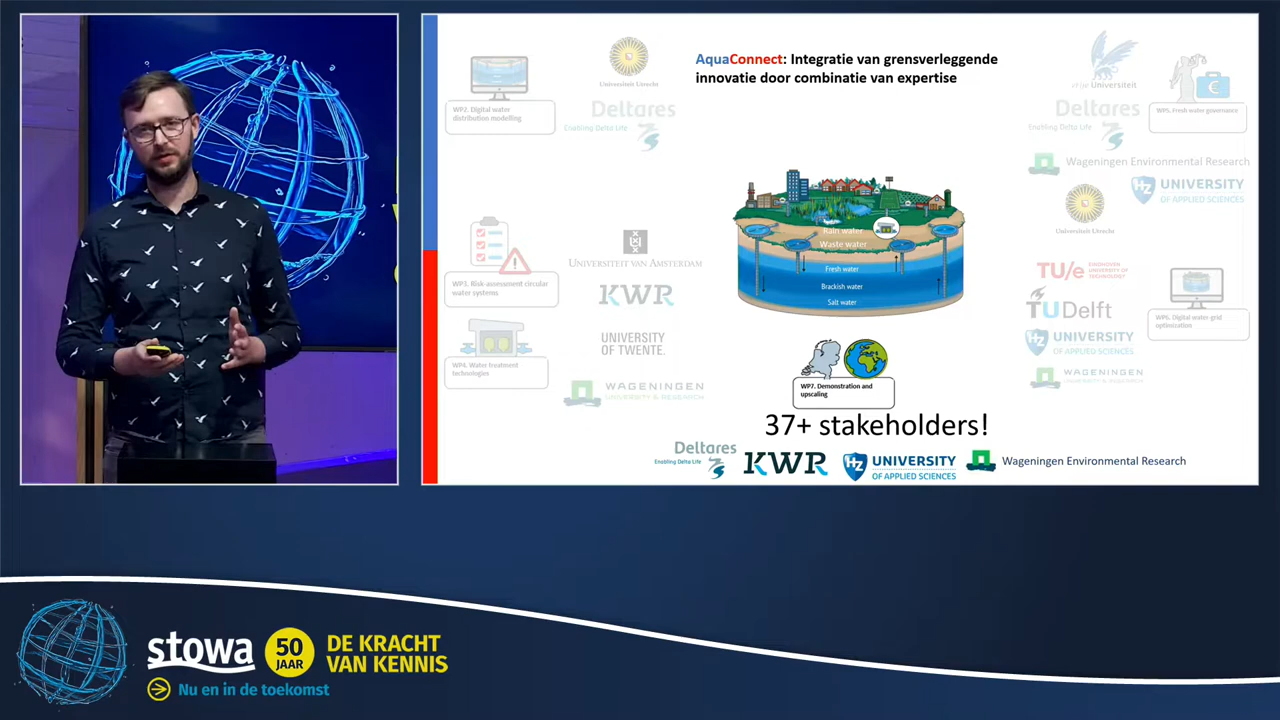 AquaConnect: Integratie van grensverleggende
innovatie door combinatie van expertise
WP2. Digital water
distribution modelling
Universiteit Utrecht
Deltares
Enabling Delta Life
WP3. Risk-assessment circular
water systems
UNIVERSITEIT VAN AMSTERDAM
KWR
WP4. Water treatment
technologies
UNIVERSITY
OF TWENTE.
WAGENINGEN
UNIVERSITY & RESEARCH
Rain water
Waste water
Fresh water
Brackish water
Salt water
WP7. Demonstration and
upscaling
37+ stakeholders!
Deltares
Enabling Delta Life
KWR
HZ UNIVERSITY
OF APPLIED SCIENCES
Wageningen Environmental Research
Universiteit
Deltares
Enabling Delta Life
WP5. Fresh water governance
Wageningen Environmental Research
HZ UNIVERSITY
OF APPLIED SCIENCES
Universiteit Utrecht
TU/e EINDHOVEN
UNIVERSITY OF
TECHNOLOGY
TUDelft
WP6. Digital water-grid
optimization
HZ UNIVERSITY
OF APPLIED SCIENCES
WAGENINGEN
UNIVERSITY & RESEARCH
stowa
50
JAAR
DE KRACHT
VAN KENNIS
Nu en in de toekomst